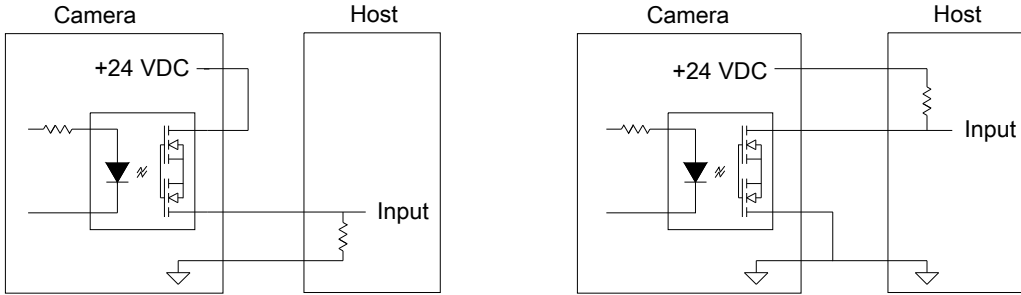 Camera
Host
+24 VDC
Input
Camera
Host
+24 VDC
Input